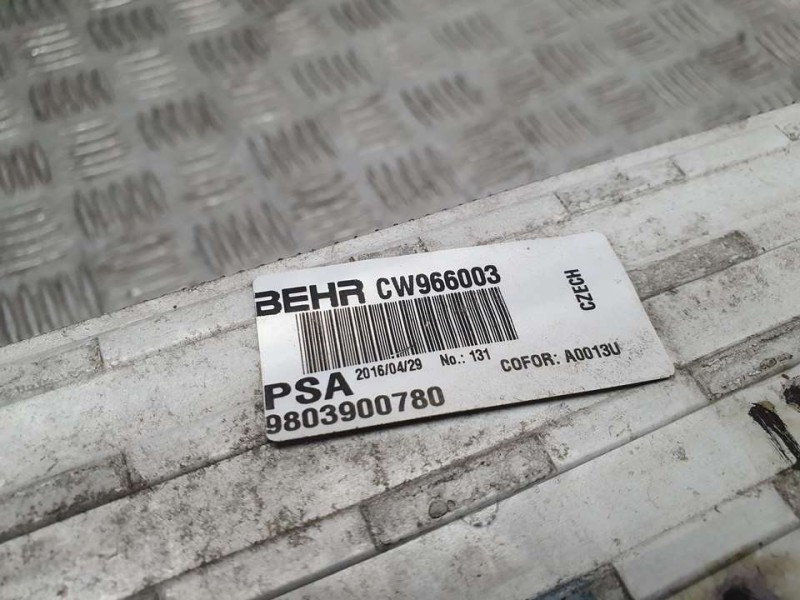 BEHR CW966003
CZECH
2016/04/29 No.: 131 COFOR: A0013U
PSA
9803900780